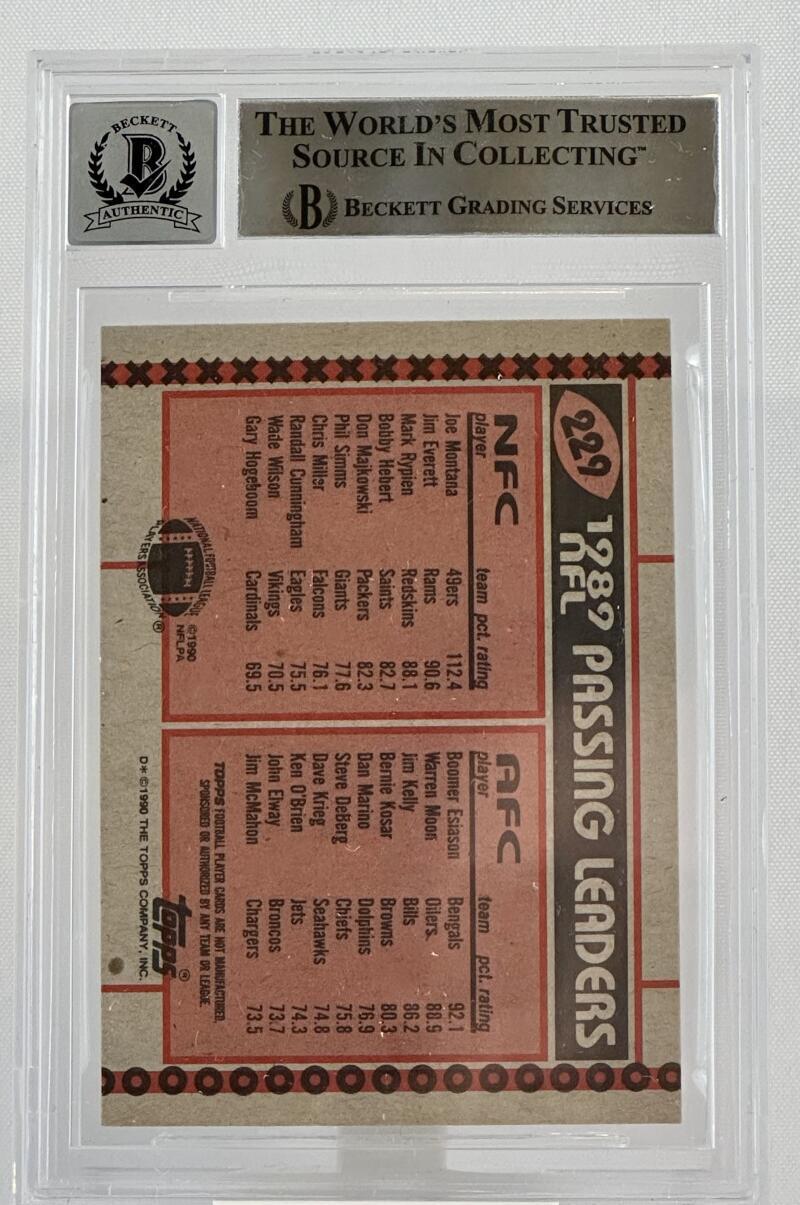 BECKETT
B
AUTHENTIC
THE WORLD'S MOST TRUSTED
SOURCE IN COLLECTING™
B BECKETT GRADING SERVICES
229
1989 PASSING LEADERS
NFL
NFC
player team pct. rating
Joe Montana 49ers 112.4
Jim Everett Rams 90.6
Mark Rypien Redskins 88.1
Bobby Hebert Saints 82.7
Don Majkowski Packers 82.3
Phil Simms Giants 77.6
Chris Miller Falcons 76.1
Randall Cunningham Eagles 75.5
Wade Wilson Vikings 70.5
Gary Hogeboom Cardinals 69.5
NATIONAL FOOTBALL LEAGUE
PLAYERS ASSOCIATION ®
©1990
NFLPA
AFC
player team pct. rating
Boomer Esiason Bengals 92.1
Warren Moon Oilers 88.9
Jim Kelly Bills 86.2
Bernie Kosar Browns 80.3
Dan Marino Dolphins 76.9
Steve DeBerg Chiefs 75.8
Dave Krieg Seahawks 74.8
Ken O'Brien Jets 74.3
John Elway Broncos 73.7
Jim McMahon Chargers 73.5
TOPPS FOOTBALL PLAYER CARDS ARE NOT MANUFACTURED,
SPONSORED OR AUTHORIZED BY ANY TEAM OR LEAGUE.
topps®
D* ©1990 THE TOPPS COMPANY, INC.